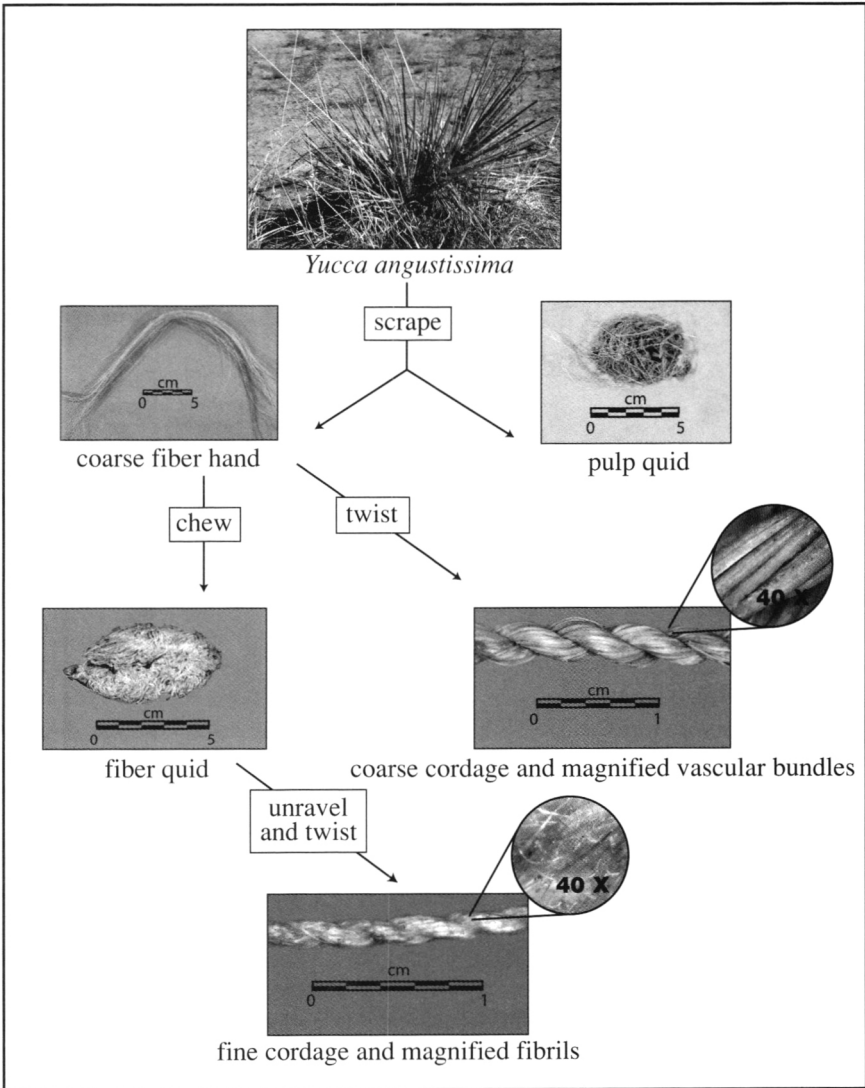 Yucca angustissima
scrape
cm
0 5
coarse fiber hand
cm
0 5
pulp quid
chew
twist
40 X
cm
0 5
fiber quid
cm
0 1
coarse cordage and magnified vascular bundles
unravel
and twist
40 X
cm
0 1
fine cordage and magnified fibrils